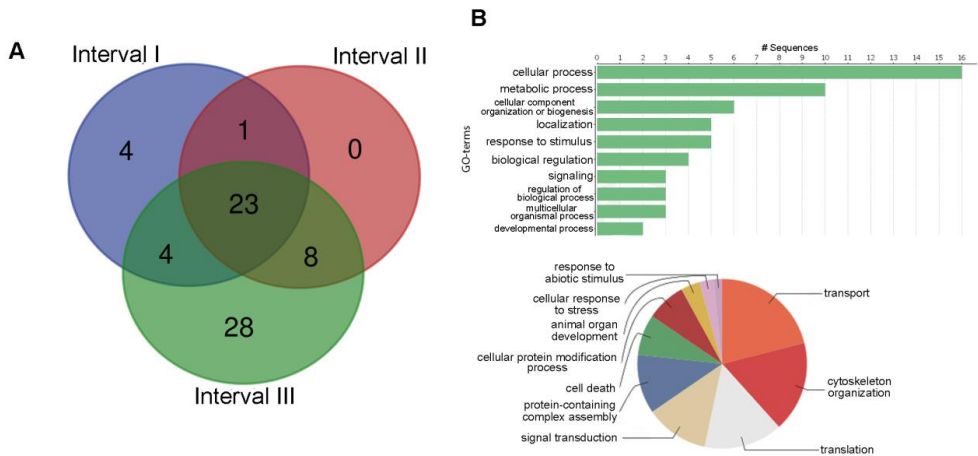 A
Interval I
Interval II
4
1
0
23
4
8
28
Interval III
B
# Sequences
0 1 2 3 4 5 6 7 8 9 10 11 12 13 14 15 16
GO-terms
cellular process
metabolic process
cellular component
organization or biogenesis
localization
response to stimulus
biological regulation
signaling
regulation of
biological process
multicellular
organismal process
developmental process
response to
abiotic stimulus
cellular response
to stress
animal organ
development
cellular protein modification
process
cell death
protein-containing
complex assembly
signal transduction
transport
cytoskeleton
organization
translation